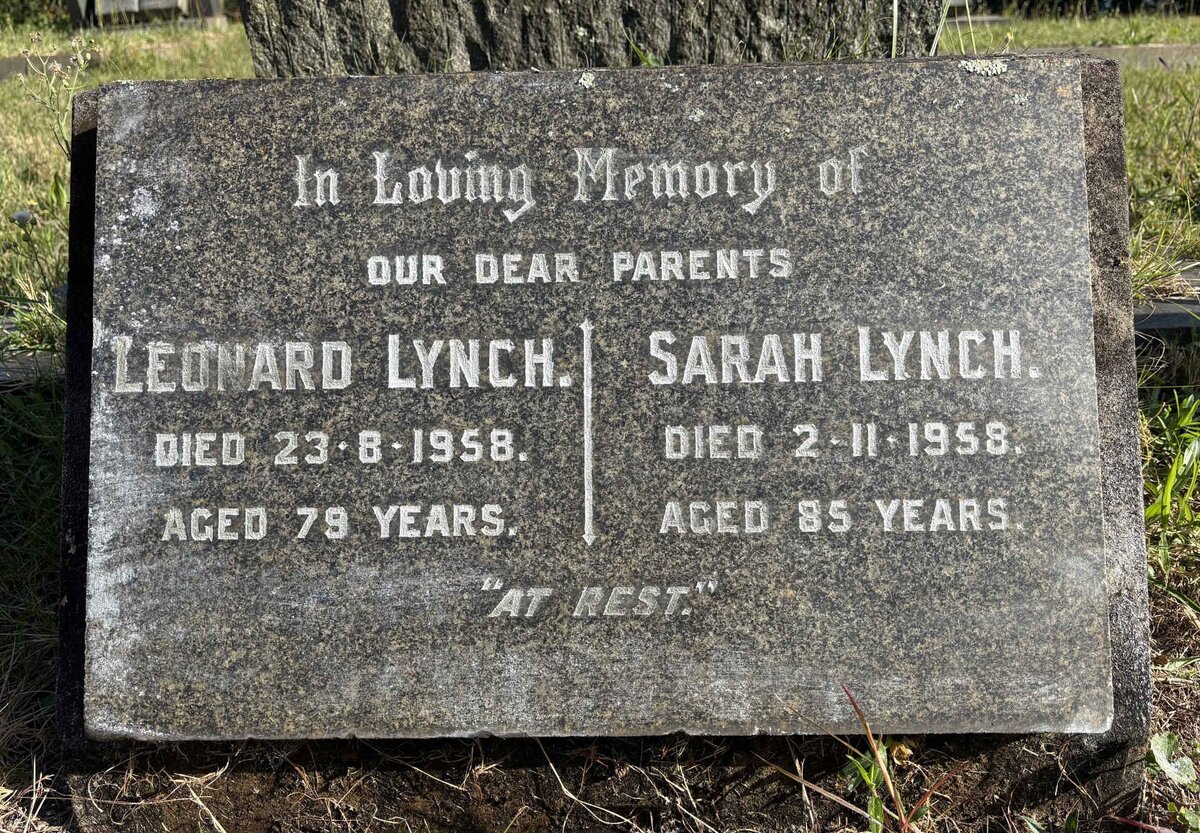 In Loving Memory of
OUR DEAR PARENTS
LEONARD LYNCH.
DIED 23·8·1958.
AGED 79 YEARS.
SARAH LYNCH.
DIED 2·11·1958.
AGED 85 YEARS.
"AT REST."